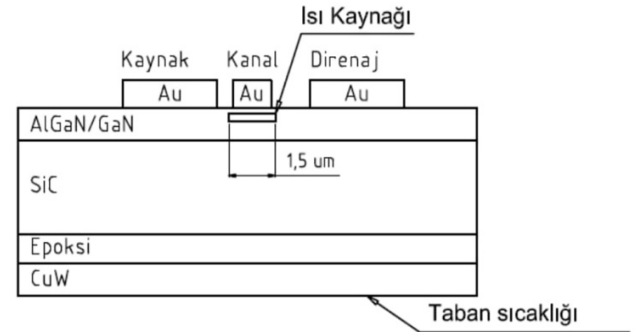 Isı Kaynağı
Kaynak Kanal Direnaj
Au Au Au
AlGaN/GaN
1,5 um
SiC
Epoksi
CuW
Taban sıcaklığı